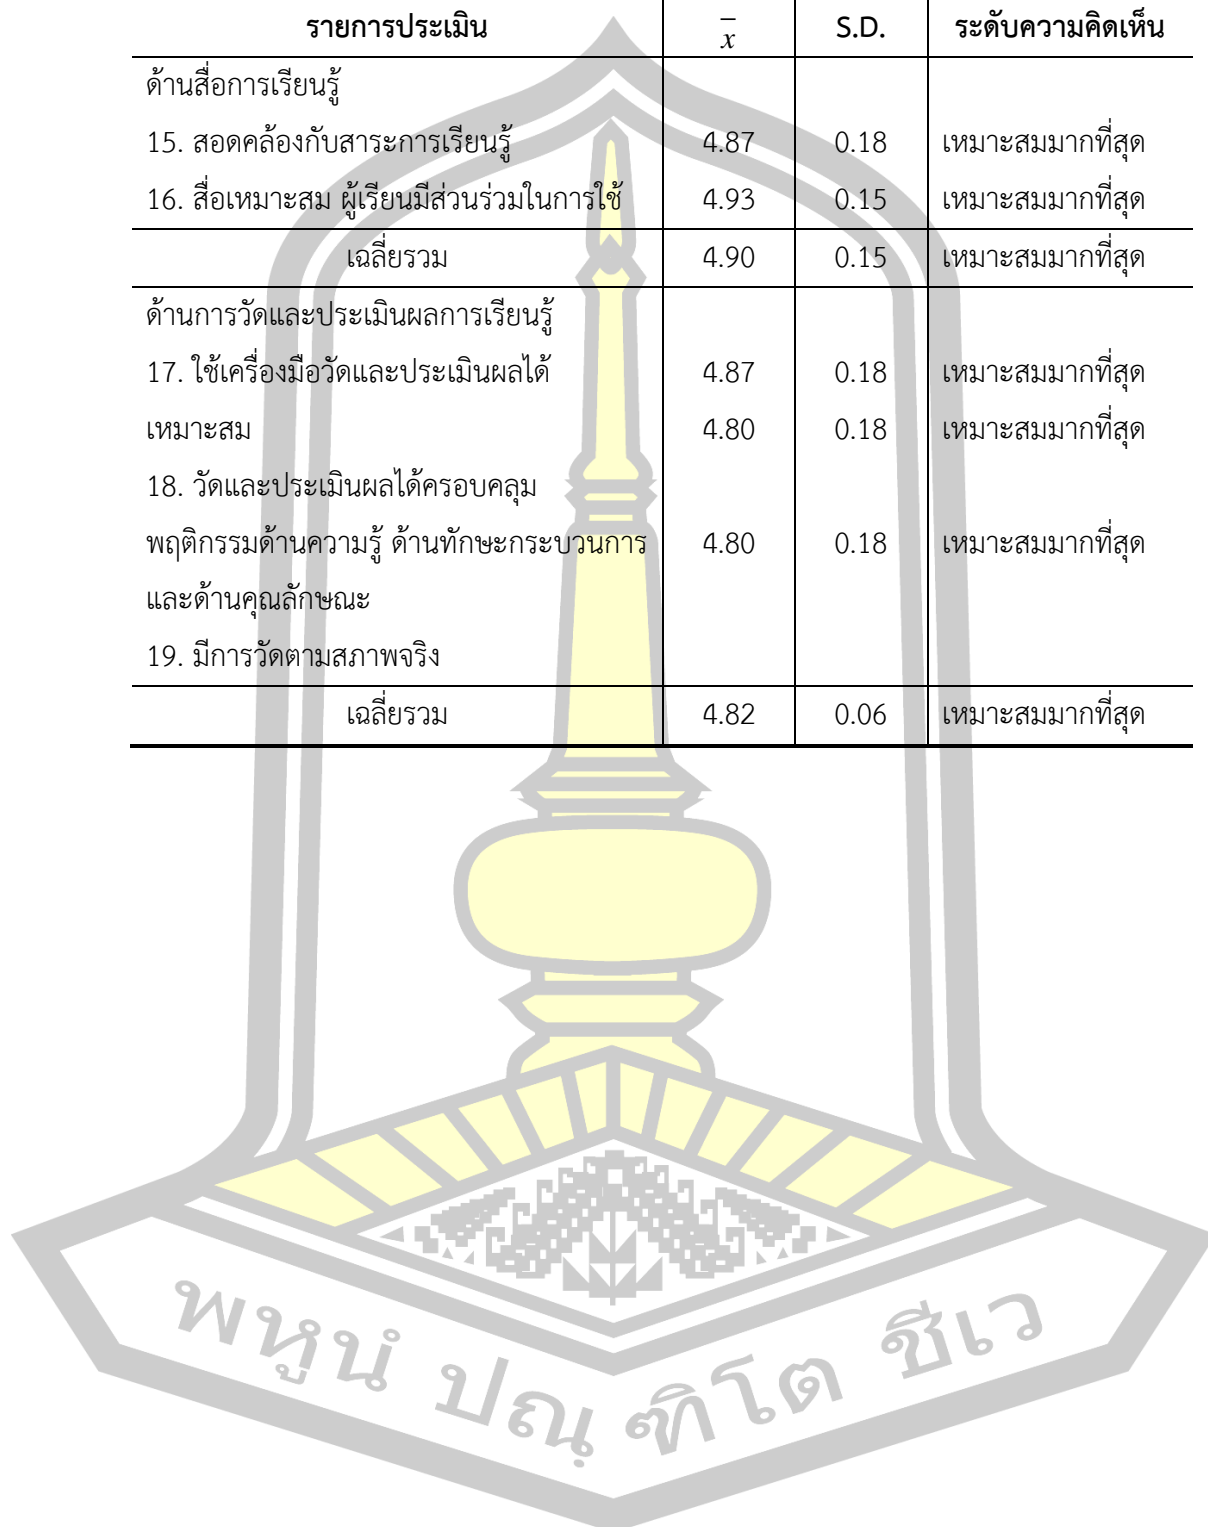 รายการประเมิน x̄ S.D. ระดับความคิดเห็น
ด้านสื่อการเรียนรู้
15. สอดคล้องกับสาระการเรียนรู้ 4.87 0.18 เหมาะสมมากที่สุด
16. สื่อเหมาะสม ผู้เรียนมีส่วนร่วมในการใช้ 4.93 0.15 เหมาะสมมากที่สุด
เฉลี่ยรวม 4.90 0.15 เหมาะสมมากที่สุด
ด้านการวัดและประเมินผลการเรียนรู้
17. ใช้เครื่องมือวัดและประเมินผลได้ 4.87 0.18 เหมาะสมมากที่สุด
เหมาะสม 4.80 0.18 เหมาะสมมากที่สุด
18. วัดและประเมินผลได้ครอบคลุม
พฤติกรรมด้านความรู้ ด้านทักษะกระบวนการ 4.80 0.18 เหมาะสมมากที่สุด
และด้านคุณลักษณะ
19. มีการวัดตามสภาพจริง
เฉลี่ยรวม 4.82 0.06 เหมาะสมมากที่สุด
พหูนํ ปณฺฑิโต ชีเว